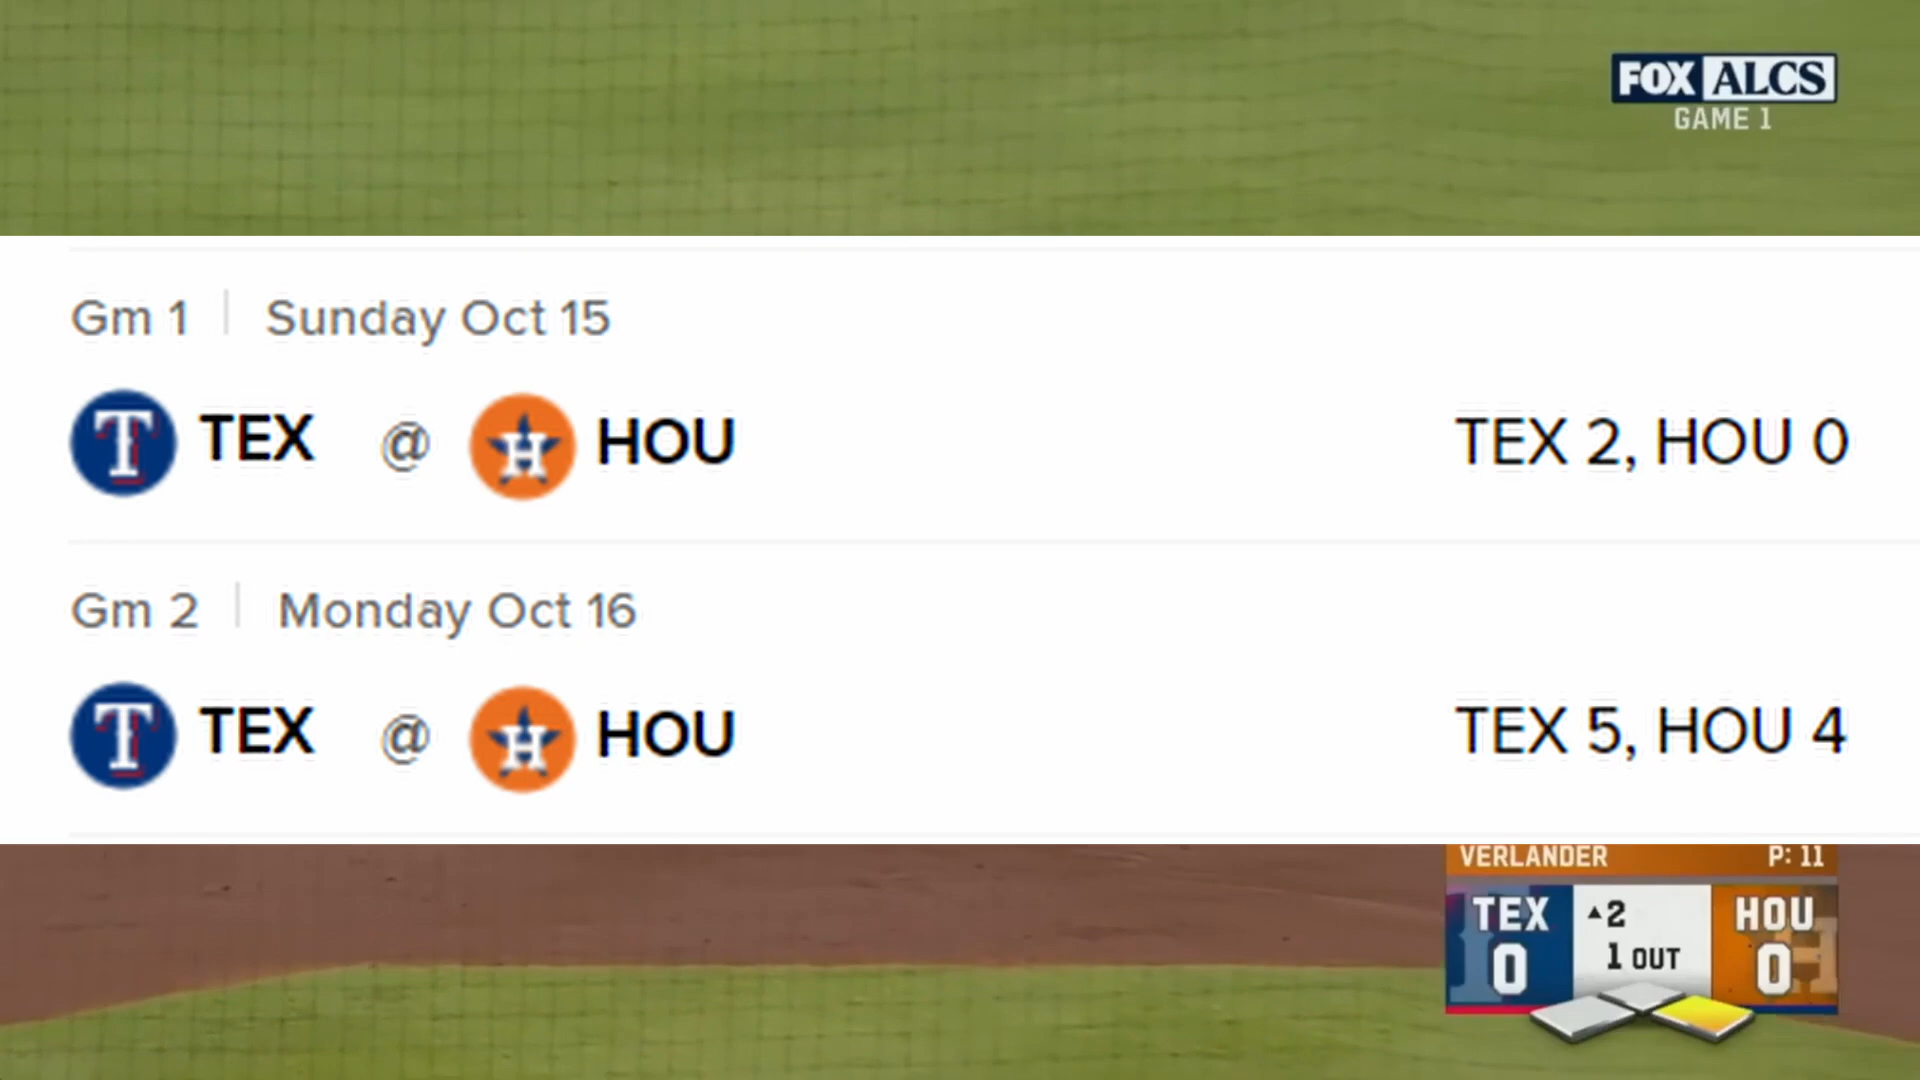 FOX ALCS
GAME 1
Gm 1 | Sunday Oct 15
T TEX @ H HOU TEX 2, HOU 0
Gm 2 | Monday Oct 16
T TEX @ H HOU TEX 5, HOU 4
VERLANDER P: 11
TEX ▲2 HOU
0 1 OUT 0